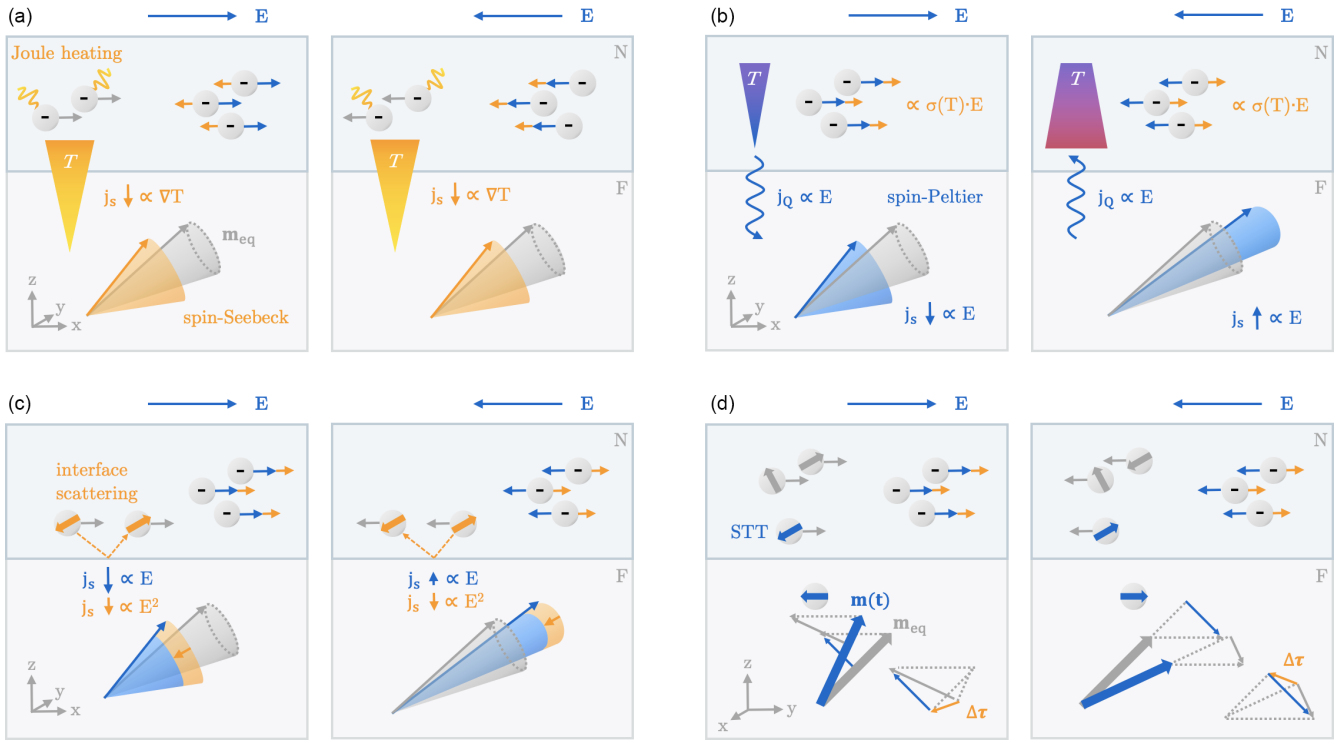 (a)
E
E
Joule heating
-
-
-
-
-
T
j_s ↓ ∝ ∇T
m_eq
z
y
x
spin-Seebeck
N
-
-
-
-
-
T
j_s ↓ ∝ ∇T
F
(b)
E
E
T
-
-
-
∝ σ(T)·E
j_Q ∝ E
spin-Peltier
z
y
x
j_s ↓ ∝ E
N
T
-
-
-
∝ σ(T)·E
F
j_Q ∝ E
j_s ↑ ∝ E
(c)
E
E
interface
scattering
-
-
-
j_s ↓ ∝ E
j_s ↓ ∝ E²
z
y
x
N
-
-
-
F
j_s ↑ ∝ E
j_s ↓ ∝ E²
(d)
E
E
-
-
-
STT
m(t)
m_eq
z
y
x
Δτ
N
-
-
-
F
Δτ